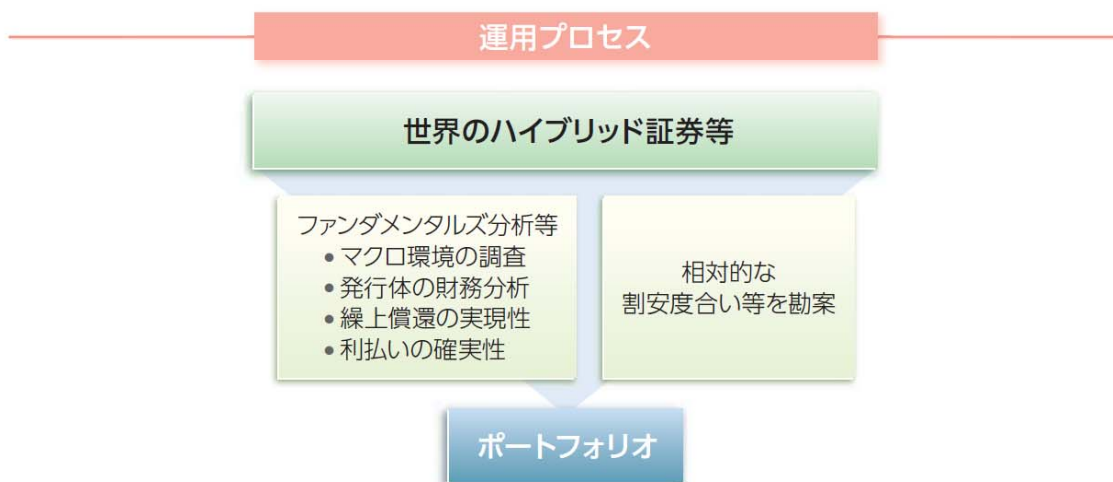 運用プロセス
世界のハイブリッド証券等
ファンダメンタルズ分析等
● マクロ環境の調査
● 発行体の財務分析
● 繰上償還の実現性
● 利払いの確実性
相対的な
割安度合い等を勘案
ポートフォリオ